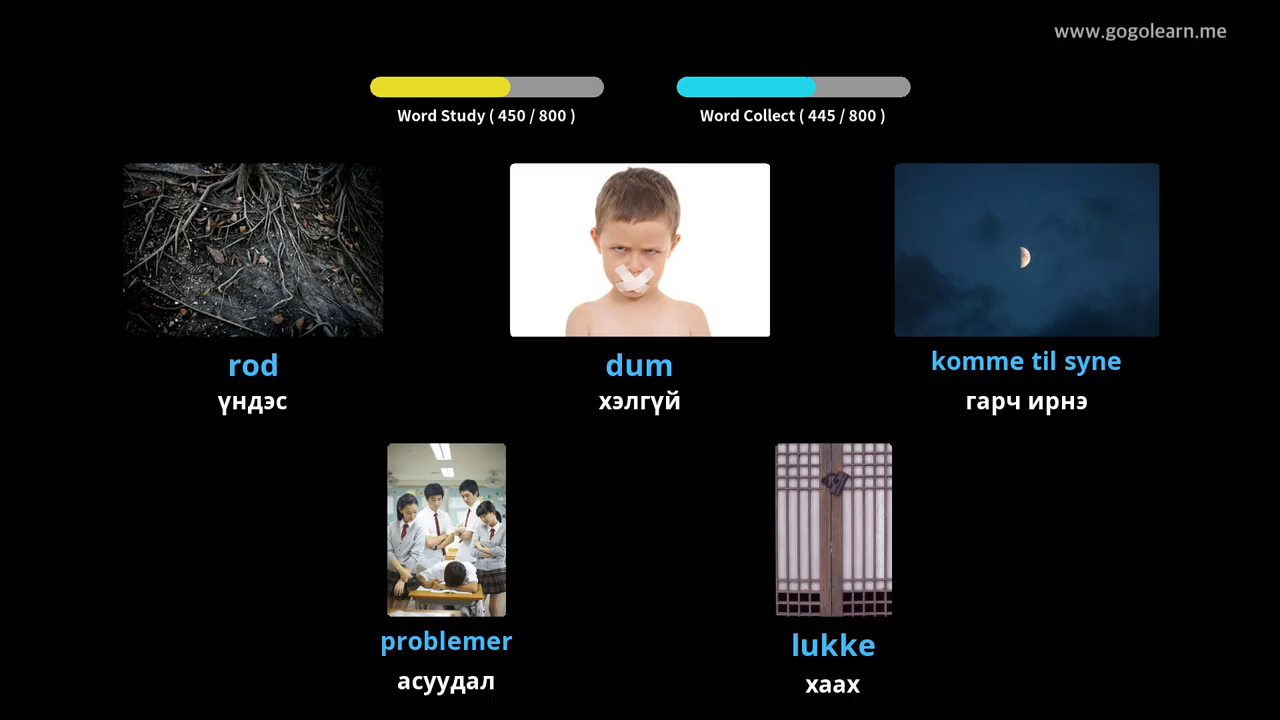 www.gogolearn.me
Word Study ( 450 / 800 )
Word Collect ( 445 / 800 )
rod
үндэс
dum
хэлгүй
komme til syne
гарч ирнэ
problemer
асуудал
lukke
хаах